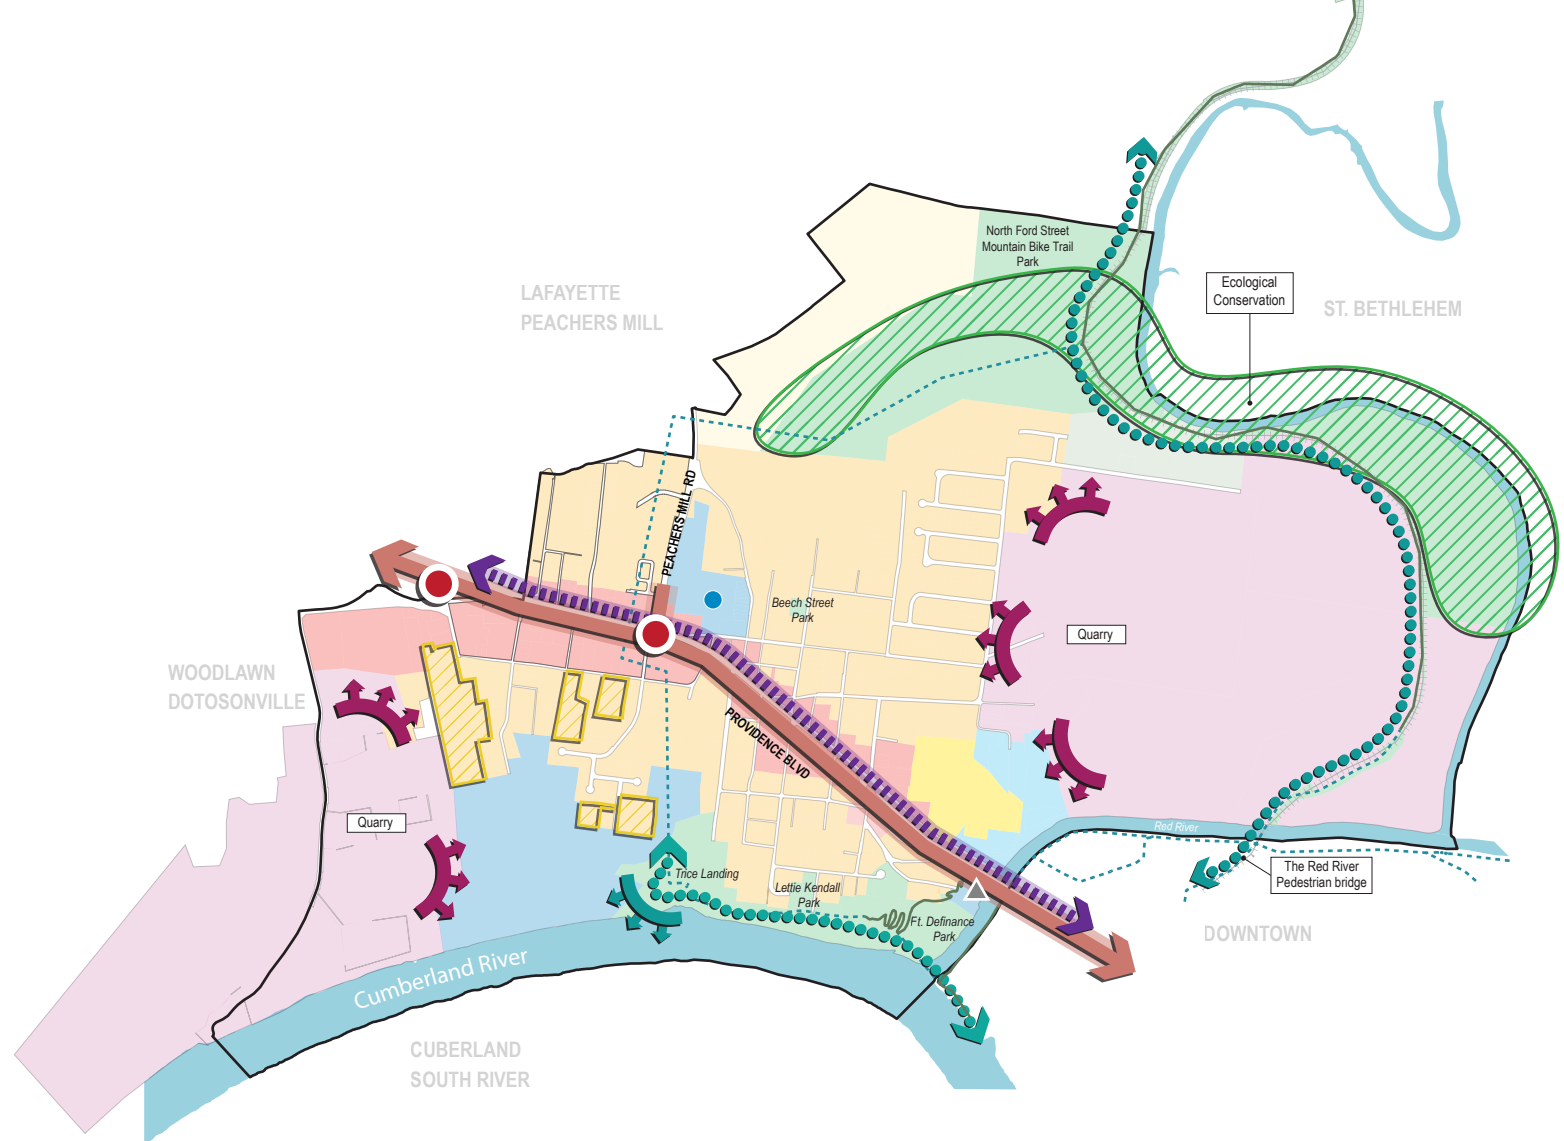 North Ford Street
Mountain Bike Trail
Park
Ecological
Conservation
LAFAYETTE
PEACHERS MILL
ST. BETHLEHEM
PEACHERS MILL RD
Beech Street
Park
Quarry
WOODLAWN
DOTOSONVILLE
PROVIDENCE BLVD
Quarry
Red River
Trice Landing
Lettie Kendall
Park
The Red River
Pedestrian bridge
Ft. Definance
Park
DOWNTOWN
Cumberland River
CUBERLAND
SOUTH RIVER